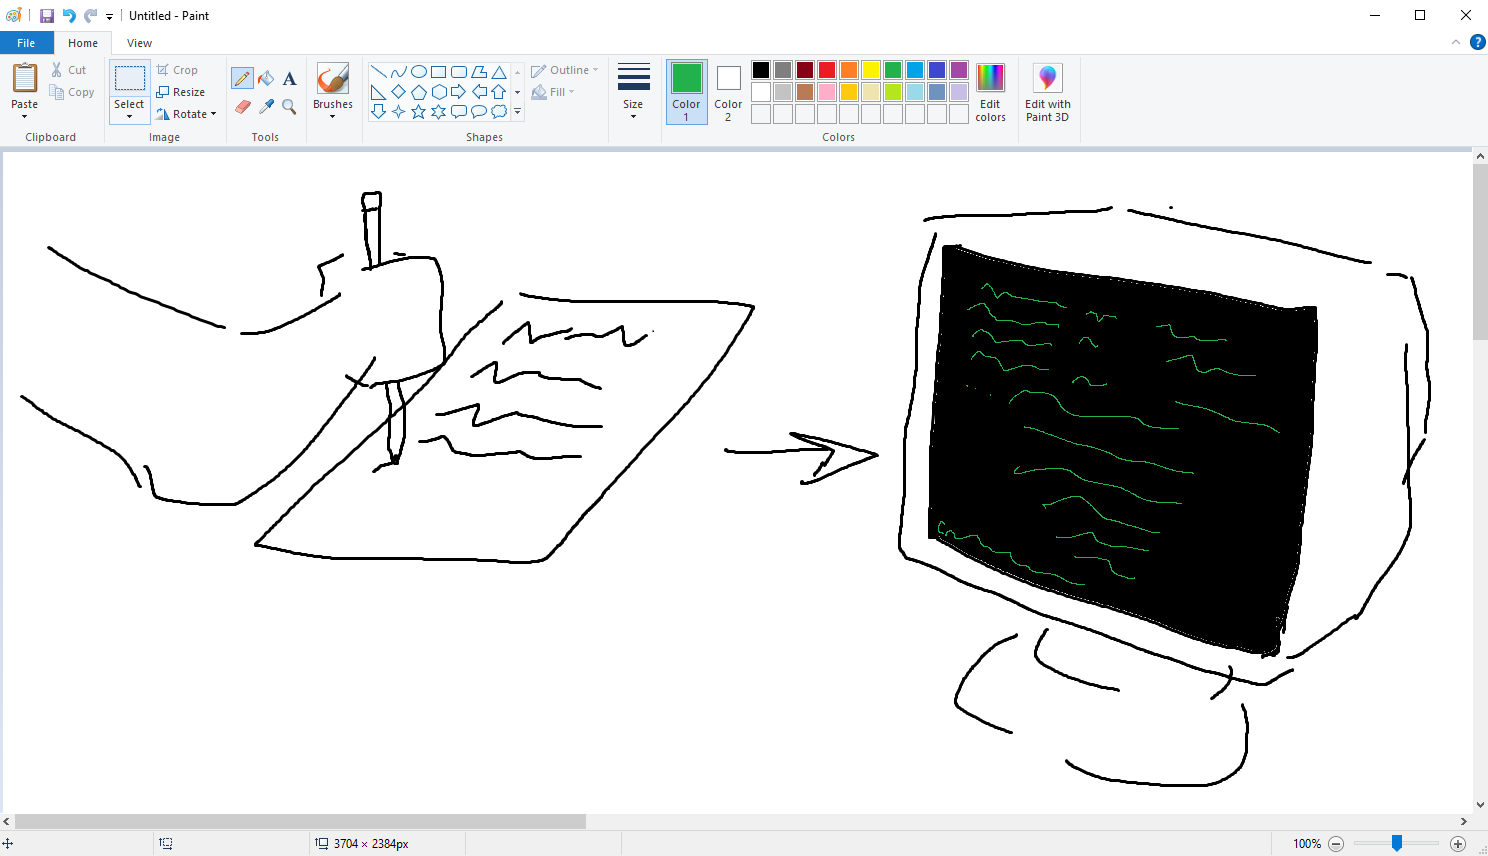 Untitled - Paint
File Home View
Paste Cut Copy Clipboard
Select Crop Resize Rotate Image
Tools
Brushes
Outline Fill Shapes
Size
Color 1 Color 2 Edit colors Colors
Edit with Paint 3D
3704 × 2384px 100%